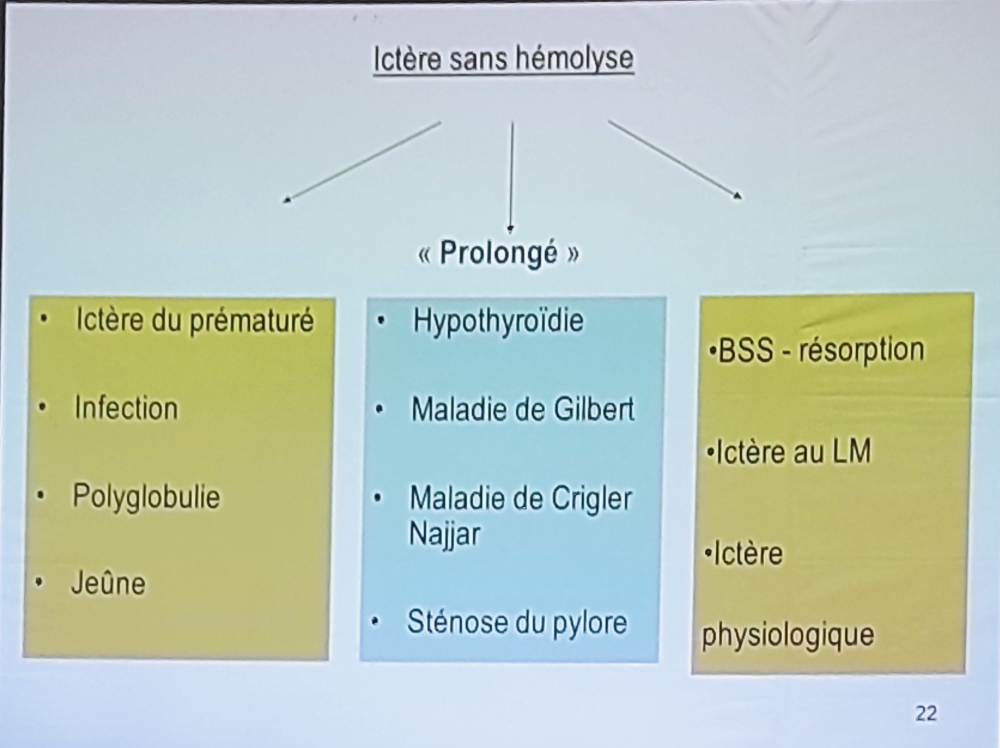 Ictère sans hémolyse
« Prolongé »
• Ictère du prématuré
• Infection
• Polyglobulie
• Jeûne
• Hypothyroïdie
• Maladie de Gilbert
• Maladie de Crigler
Najjar
• Sténose du pylore
•BSS - résorption
•Ictère au LM
•Ictère
physiologique
22